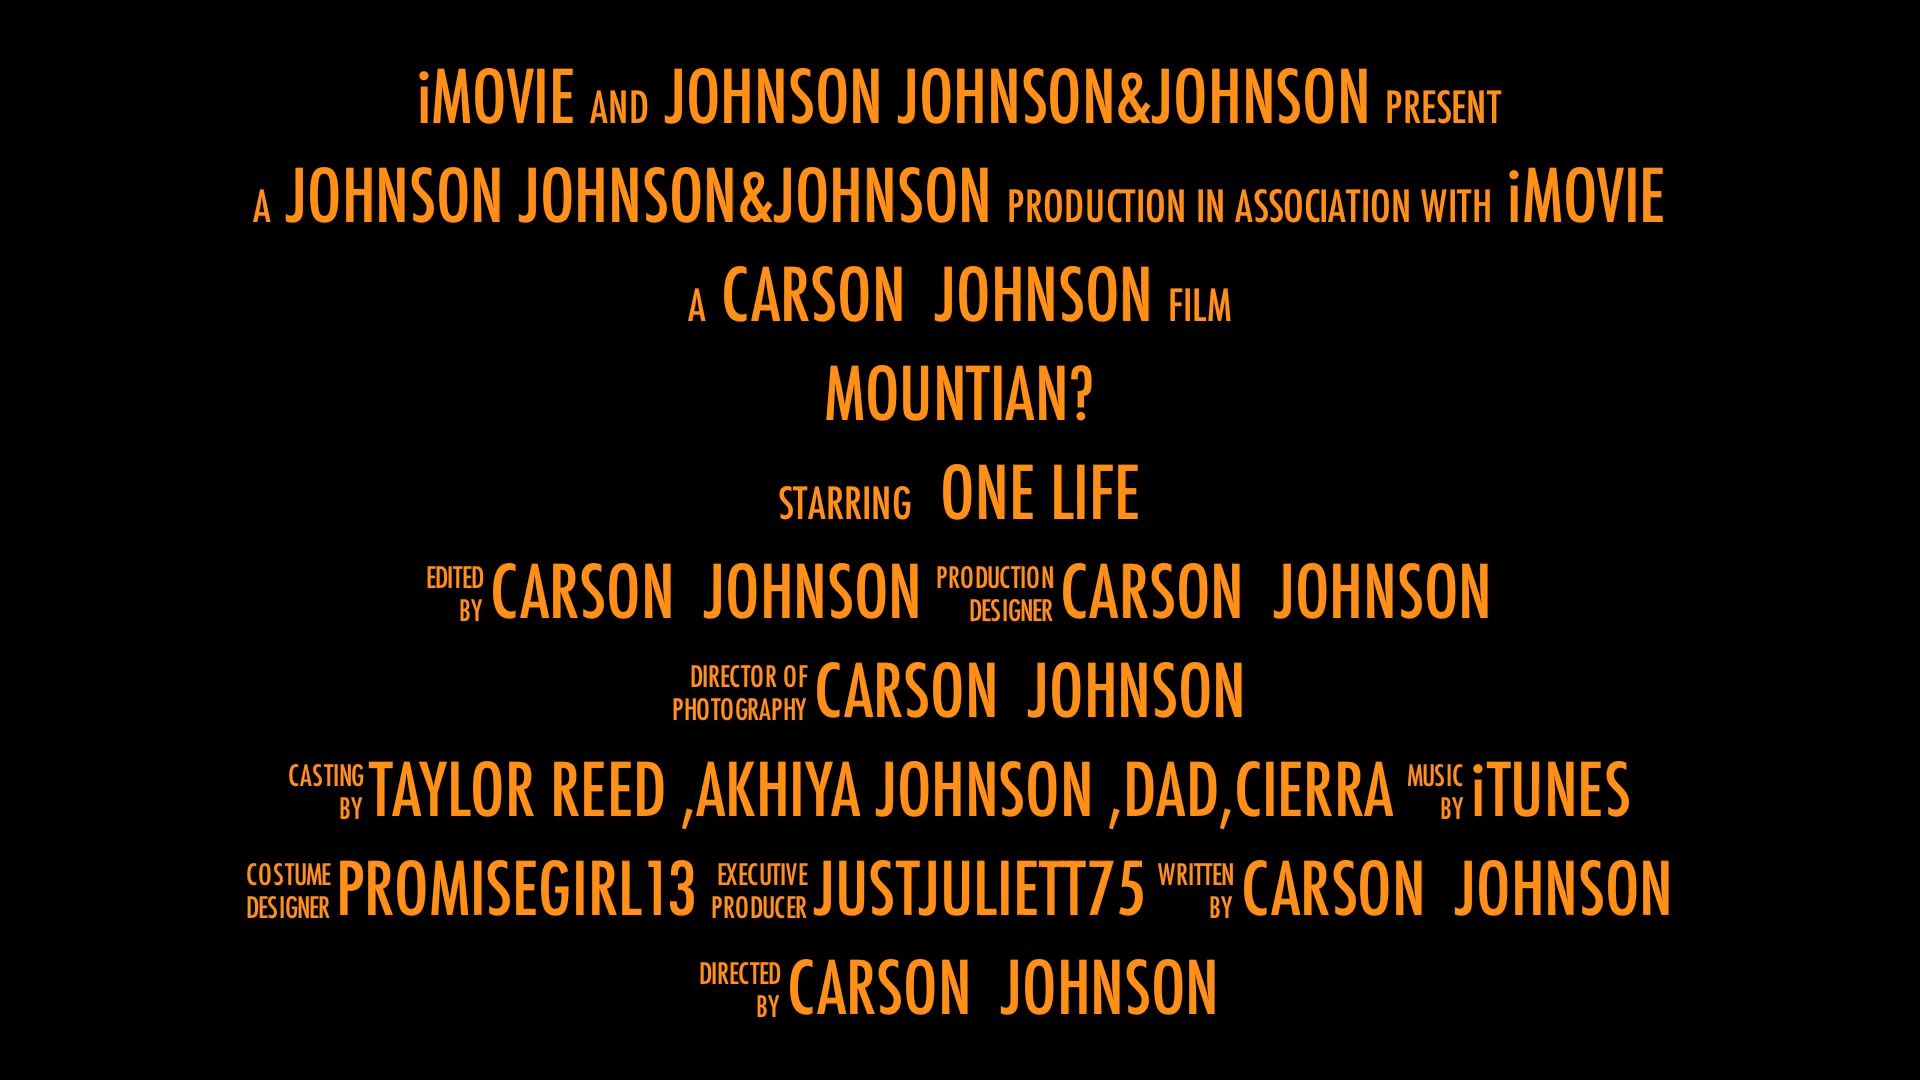 iMOVIE AND JOHNSON JOHNSON&JOHNSON PRESENT
A JOHNSON JOHNSON&JOHNSON PRODUCTION IN ASSOCIATION WITH iMOVIE
A CARSON JOHNSON FILM
MOUNTIAN?
STARRING ONE LIFE
EDITED BY CARSON JOHNSON PRODUCTION DESIGNER CARSON JOHNSON
DIRECTOR OF PHOTOGRAPHY CARSON JOHNSON
CASTING BY TAYLOR REED ,AKHIYA JOHNSON ,DAD,CIERRA MUSIC BY iTUNES
COSTUME DESIGNER PROMISEGIRL13 EXECUTIVE PRODUCER JUSTJULIETT75 WRITTEN BY CARSON JOHNSON
DIRECTED BY CARSON JOHNSON